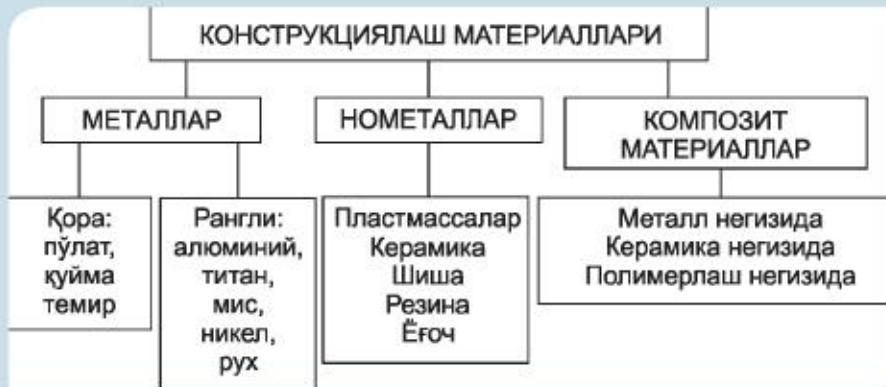 КОНСТРУКЦИЯЛАШ МАТЕРИАЛЛАРИ
МЕТАЛЛАР
НОМЕТАЛЛАР
КОМПОЗИТ
МАТЕРИАЛЛАР
Қора:
пўлат,
қуйма
темир
Рангли:
алюминий,
титан,
мис,
никел,
рух
Пластмассалар
Керамика
Шиша
Резина
Ёғоч
Металл негизида
Керамика негизида
Полимерлаш негизида